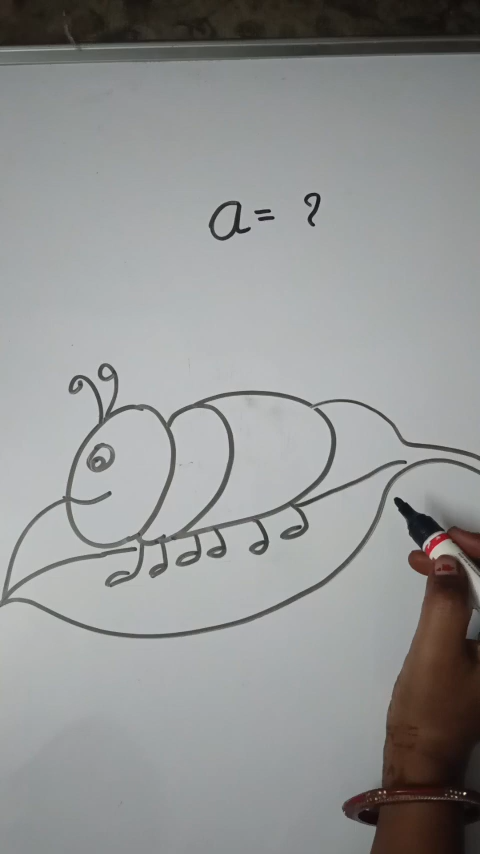 a = ?